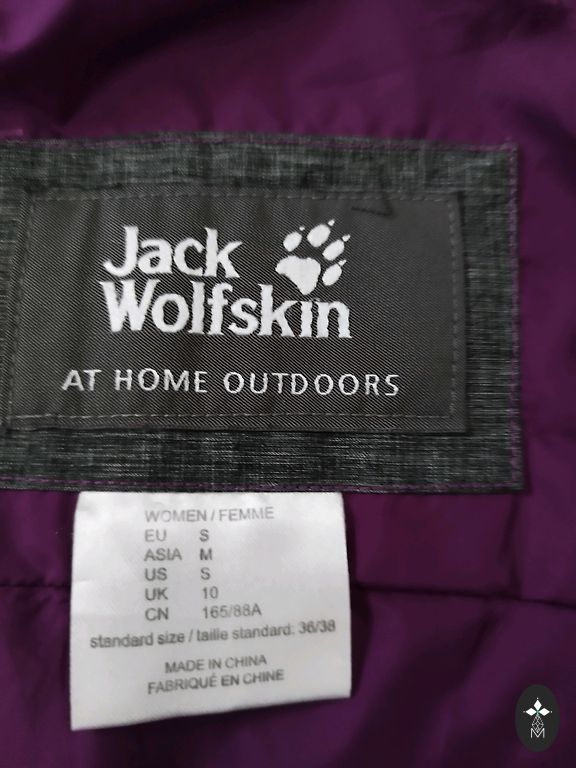 Jack
Wolfskin
AT HOME OUTDOORS
WOMEN / FEMME
EU S
ASIA M
US S
UK 10
CN 165/88A
standard size / taille standard: 36/38
MADE IN CHINA
FABRIQUÉ EN CHINE
M